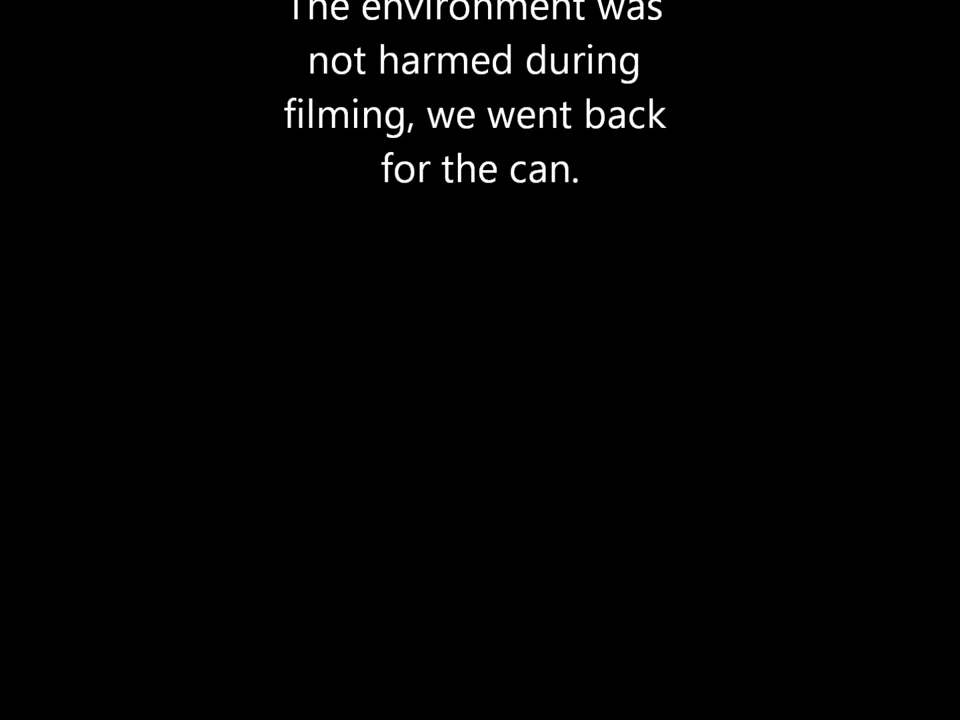 The environment was
not harmed during
filming, we went back
for the can.